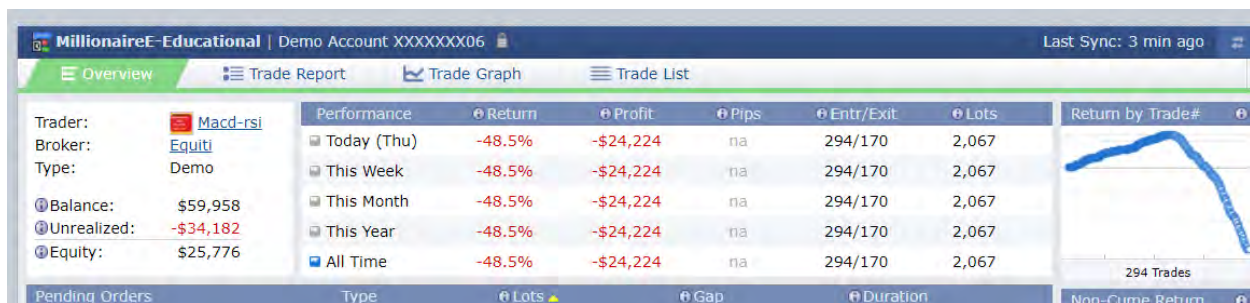 MillionaireE-Educational | Demo Account XXXXXXX06 Last Sync: 3 min ago
Overview Trade Report Trade Graph Trade List
Trader: Macd-rsi
Broker: Equiti
Type: Demo
Balance: $59,958
Unrealized: -$34,182
Equity: $25,776
Performance Return Profit Pips Entr/Exit Lots
Today (Thu) -48.5% -$24,224 na 294/170 2,067
This Week -48.5% -$24,224 na 294/170 2,067
This Month -48.5% -$24,224 na 294/170 2,067
This Year -48.5% -$24,224 na 294/170 2,067
All Time -48.5% -$24,224 na 294/170 2,067
Return by Trade#
294 Trades
Pending Orders Type Lots Gap Duration
Non-Cume Return